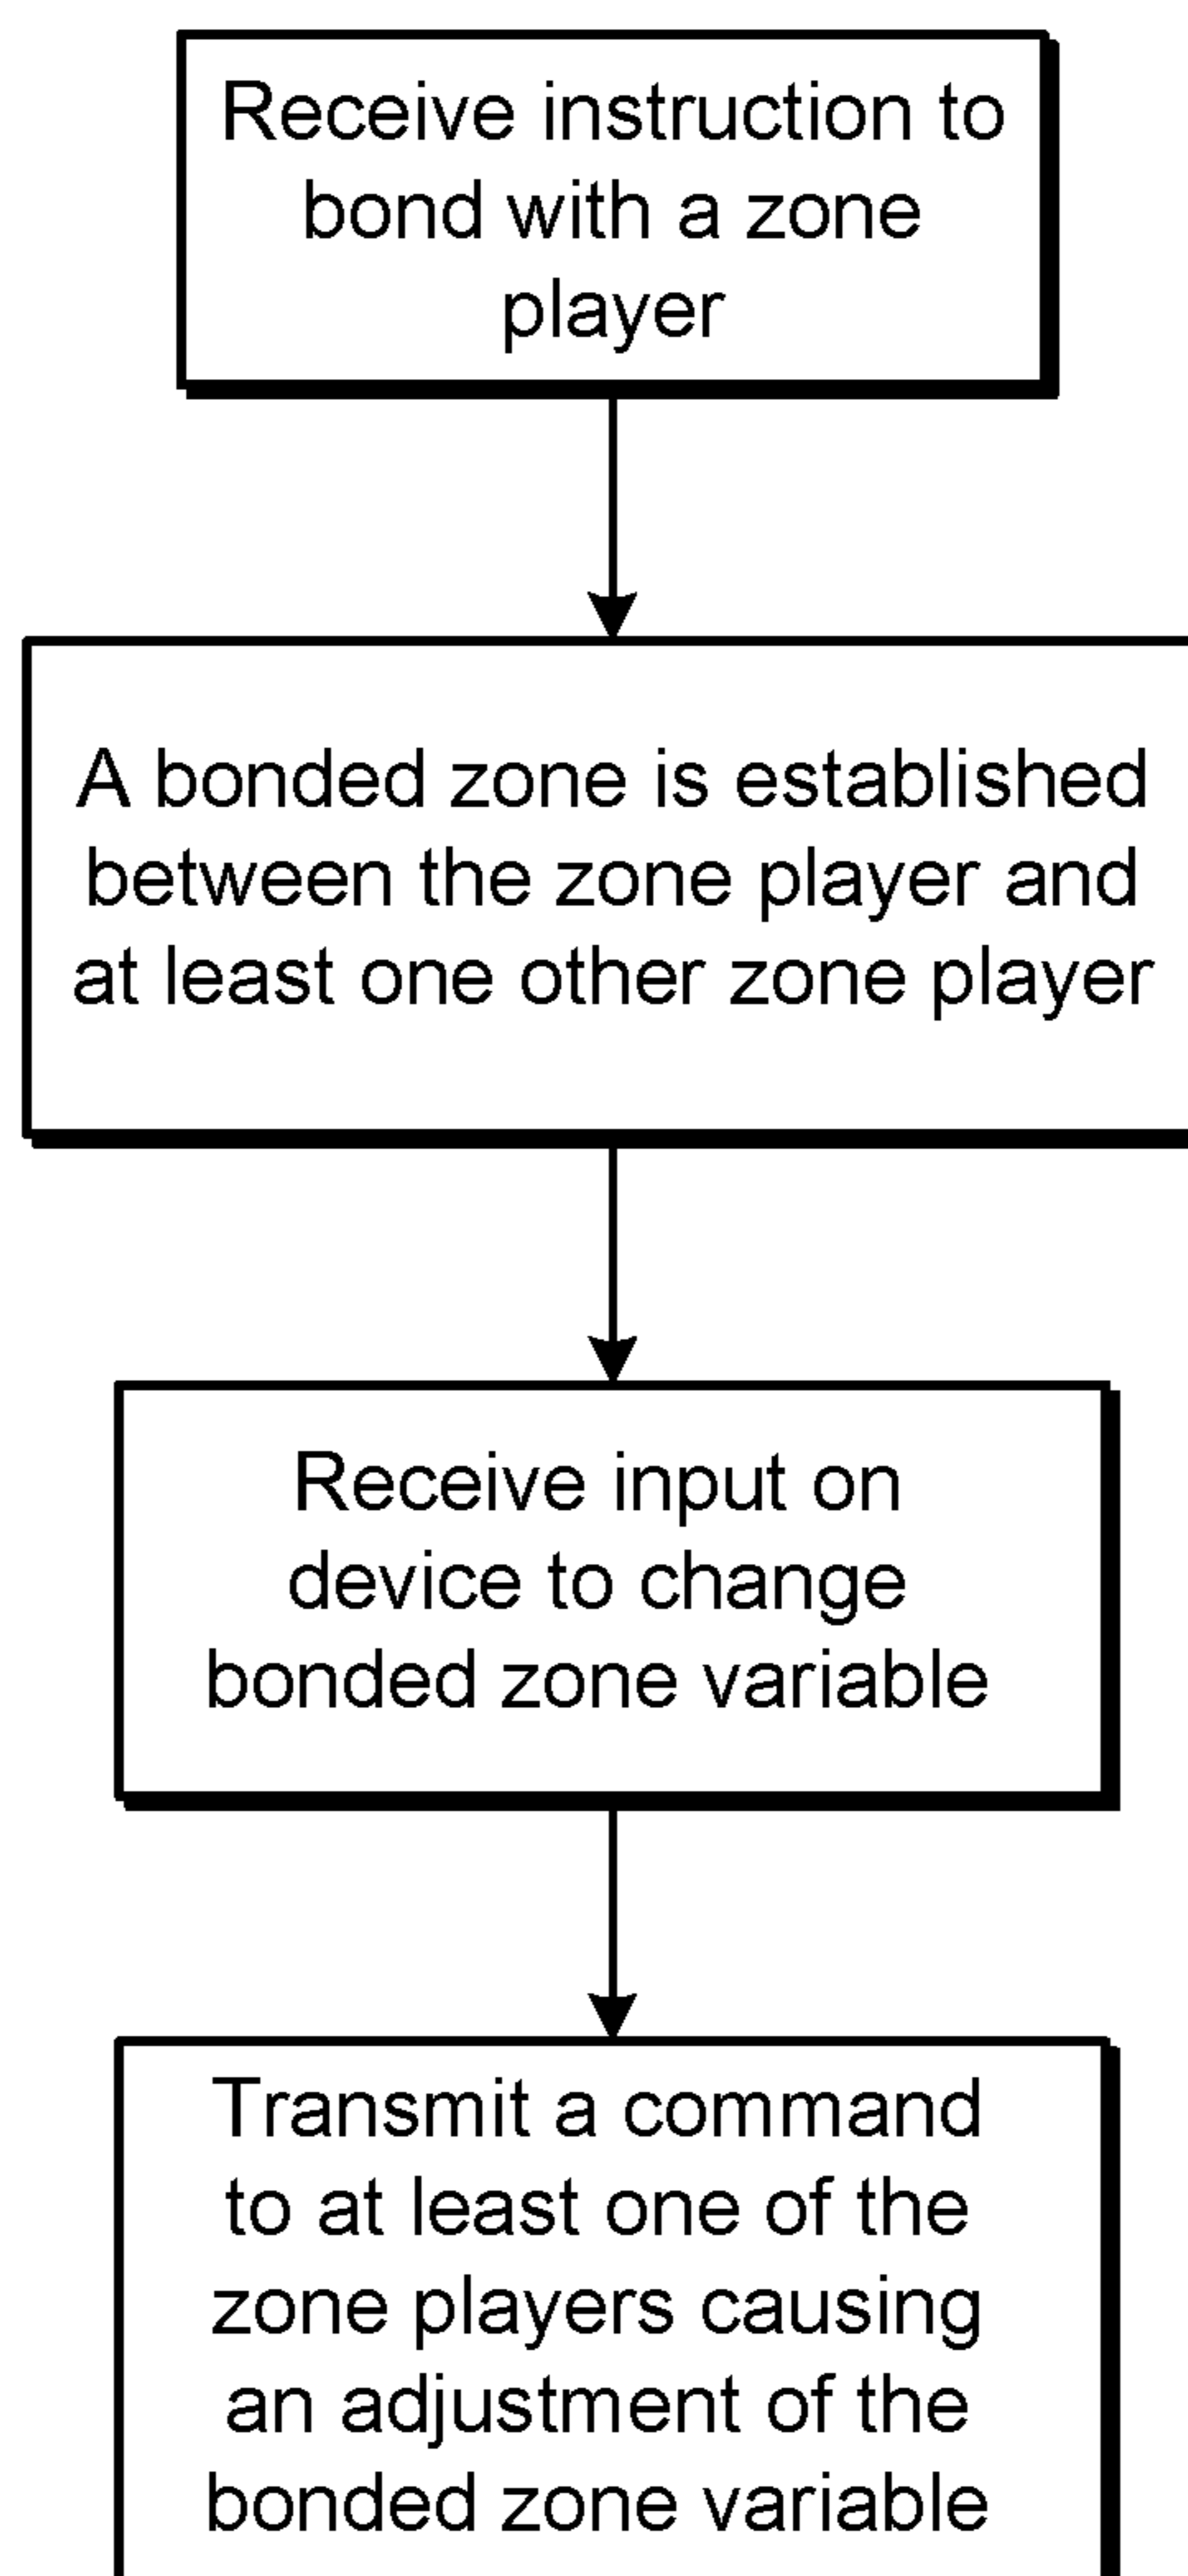 Receive instruction to
bond with a zone
player
A bonded zone is established
between the zone player and
at least one other zone player
Receive input on
device to change
bonded zone variable
Transmit a command
to at least one of the
zone players causing
an adjustment of the
bonded zone variable